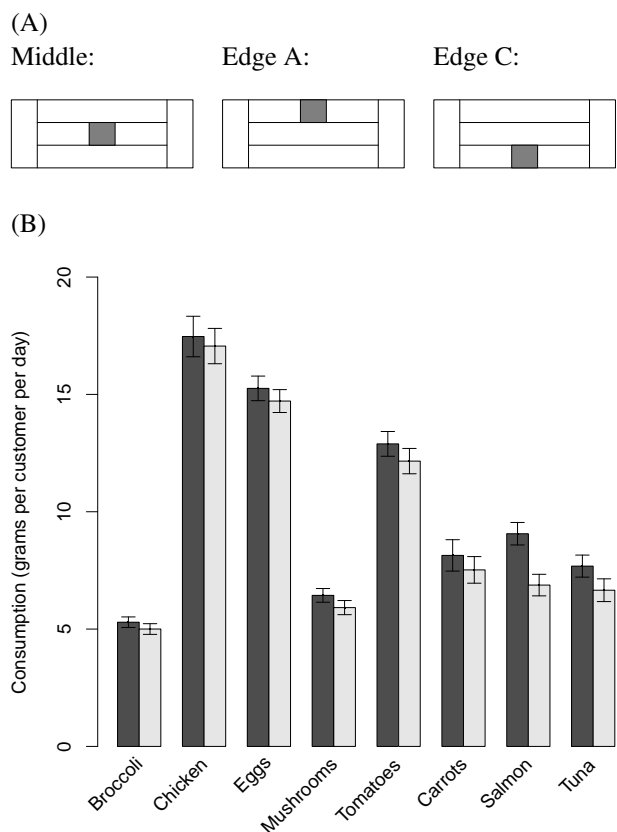 (A)
Middle:
Edge A:
Edge C:
(B)
Consumption (grams per customer per day)
20
15
10
5
0
Broccoli
Chicken
Eggs
Mushrooms
Tomatoes
Carrots
Salmon
Tuna